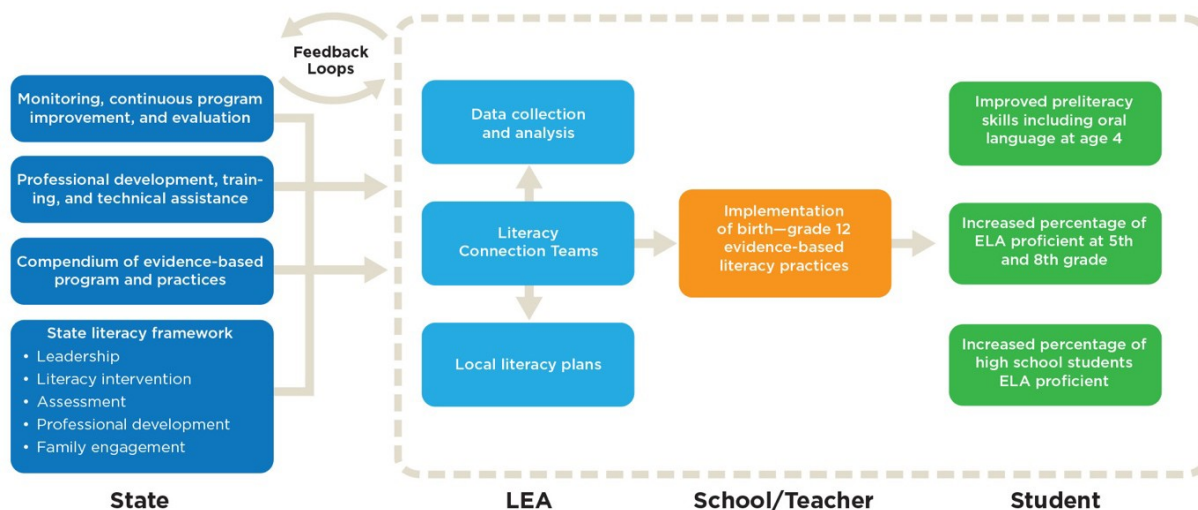 Feedback
Loops
Monitoring, continuous program
improvement, and evaluation
Professional development, train-
ing, and technical assistance
Compendium of evidence-based
program and practices
State literacy framework
• Leadership
• Literacy intervention
• Assessment
• Professional development
• Family engagement
State
Data collection
and analysis
Literacy
Connection Teams
Local literacy plans
LEA
Implementation
of birth—grade 12
evidence-based
literacy practices
School/Teacher
Improved preliteracy
skills including oral
language at age 4
Increased percentage of
ELA proficient at 5th
and 8th grade
Increased percentage of
high school students
ELA proficient
Student